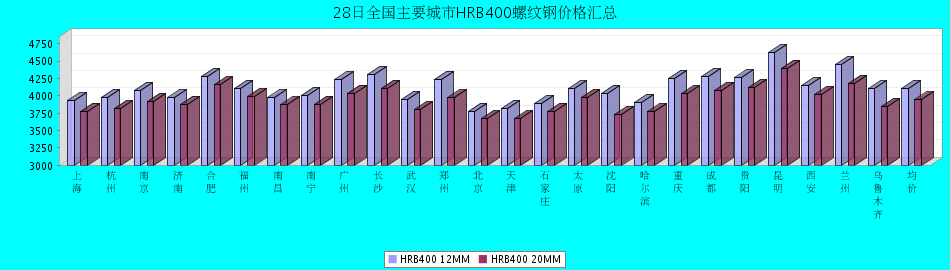 28日全国主要城市HRB400螺纹钢价格汇总
4750
4500
4250
4000
3750
3500
3250
3000
上海
杭州
南京
济南
合肥
福州
南昌
南宁
广州
长沙
武汉
郑州
北京
天津
石家庄
太原
沈阳
哈尔滨
重庆
成都
贵阳
昆明
西安
兰州
乌鲁木齐
均价
HRB400 12MM
HRB400 20MM